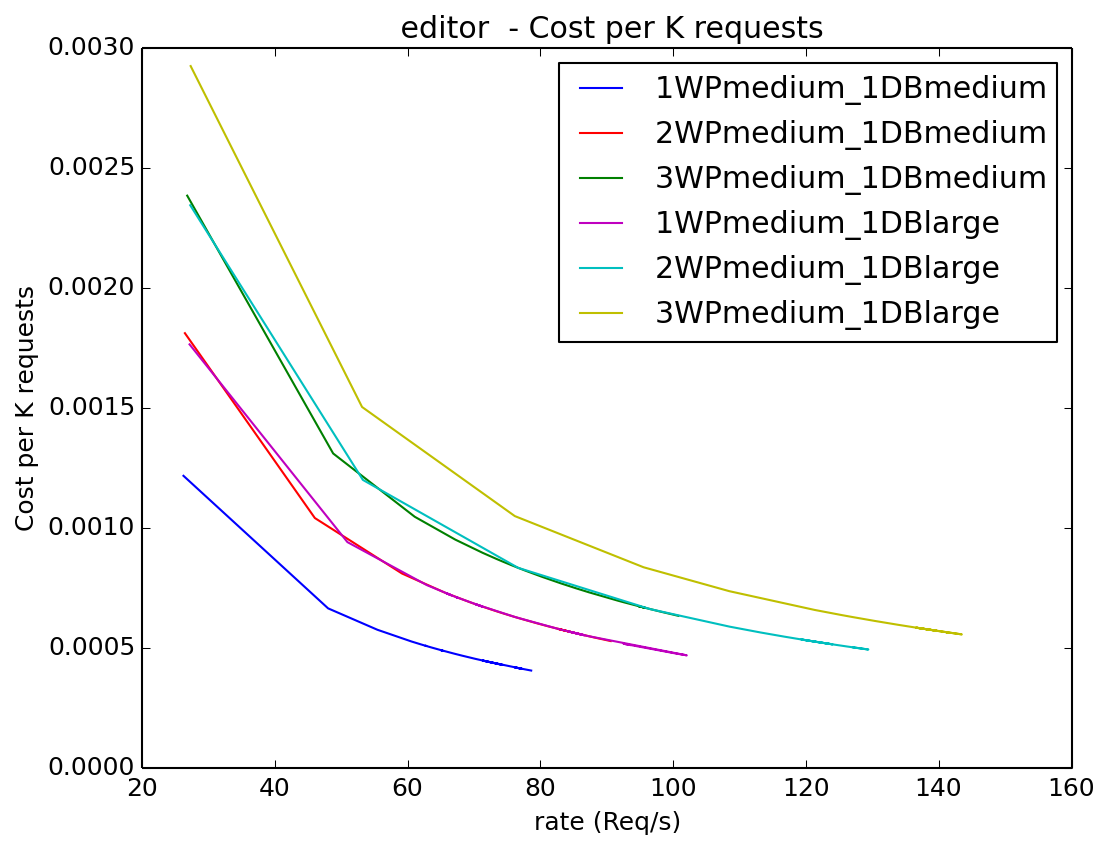 editor  - Cost per K requests
0.0030
0.0025
0.0020
0.0015
0.0010
0.0005
0.0000
Cost per K requests
1WPmedium_1DBmedium
2WPmedium_1DBmedium
3WPmedium_1DBmedium
1WPmedium_1DBlarge
2WPmedium_1DBlarge
3WPmedium_1DBlarge
20 40 60 80 100 120 140 160
rate (Req/s)